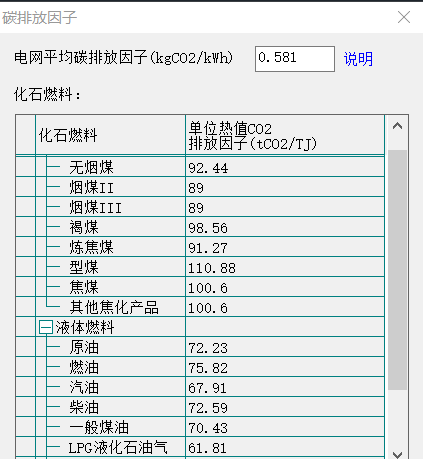 碳排放因子
电网平均碳排放因子(kgCO2/kWh) 0.581 说明
化石燃料：
化石燃料 单位热值CO2
排放因子(tCO2/TJ)
无烟煤 92.44
烟煤II 89
烟煤III 89
褐煤 98.56
炼焦煤 91.27
型煤 110.88
焦煤 100.6
其他焦化产品 100.6
液体燃料
原油 72.23
燃油 75.82
汽油 67.91
柴油 72.59
一般煤油 70.43
LPG液化石油气 61.81